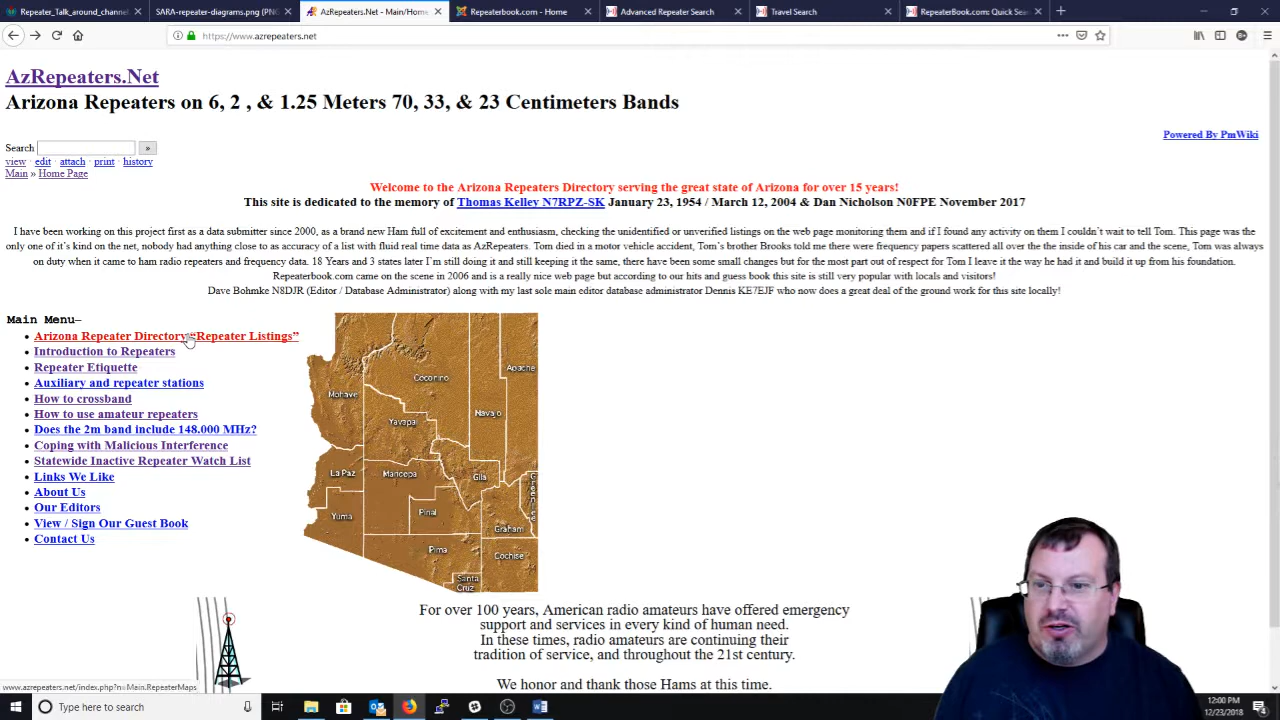 Repeater_Talk_around_channels
SARA-repeater-diagrams.png (PN
AzRepeaters.Net - Main/Home
Repeaterbook.com - Home
Advanced Repeater Search
Travel Search
RepeaterBook.com: Quick Sea
https://www.azrepeaters.net
AzRepeaters.Net
Arizona Repeaters on 6, 2 , & 1.25 Meters 70, 33, & 23 Centimeters Bands
Powered By PmWiki
Search »
view · edit · attach · print · history
Main » Home Page
Welcome to the Arizona Repeaters Directory serving the great state of Arizona for over 15 years!
This site is dedicated to the memory of Thomas Kelley N7RPZ-SK January 23, 1954 / March 12, 2004 & Dan Nicholson N0FPE November 2017
I have been working on this project first as a data submitter since 2000, as a brand new Ham full of excitement and enthusiasm, checking the unidentified or unverified listings on the web page monitoring them and if I found any activity on them I couldn't wait to tell Tom. This page was the
only one of it's kind on the net, nobody had anything close to as accuracy of a list with fluid real time data as AzRepeaters. Tom died in a motor vehicle accident, Tom's brother Brooks told me there were frequency papers scattered all over the the inside of his car and the scene, Tom was always
on duty when it came to ham radio repeaters and frequency data. 18 Years and 3 states later I'm still doing it and still keeping it the same, there have been some small changes but for the most part out of respect for Tom I leave it the way he had it and build it up from his foundation.
Repeaterbook.com came on the scene in 2006 and is a really nice web page but according to our hits and guess book this site is still very popular with locals and visitors!
Dave Bohmke N8DJR (Editor / Database Administrator) along with my last sole main editor database administrator Dennis KE7EJF who now does a great deal of the ground work for this site locally!
Main Menu—
Arizona Repeater Directory “Repeater Listings”
Introduction to Repeaters
Repeater Etiquette
Auxiliary and repeater stations
How to crossband
How to use amateur repeaters
Does the 2m band include 148.000 MHz?
Coping with Malicious Interference
Statewide Inactive Repeater Watch List
Links We Like
About Us
Our Editors
View / Sign Our Guest Book
Contact Us
Mohave
Coconino
Apache
Navajo
Yavapai
La Paz
Maricopa
Gila
Yuma
Pinal
Graham
Pima
Cochise
Santa
Cruz
For over 100 years, American radio amateurs have offered emergency
support and services in every kind of human need.
In these times, radio amateurs are continuing their
tradition of service, and throughout the 21st century.
We honor and thank those Hams at this time.
www.azrepeaters.net/index.php?n=Main.RepeaterMaps
Type here to search
12:00 PM
12/23/2018
4